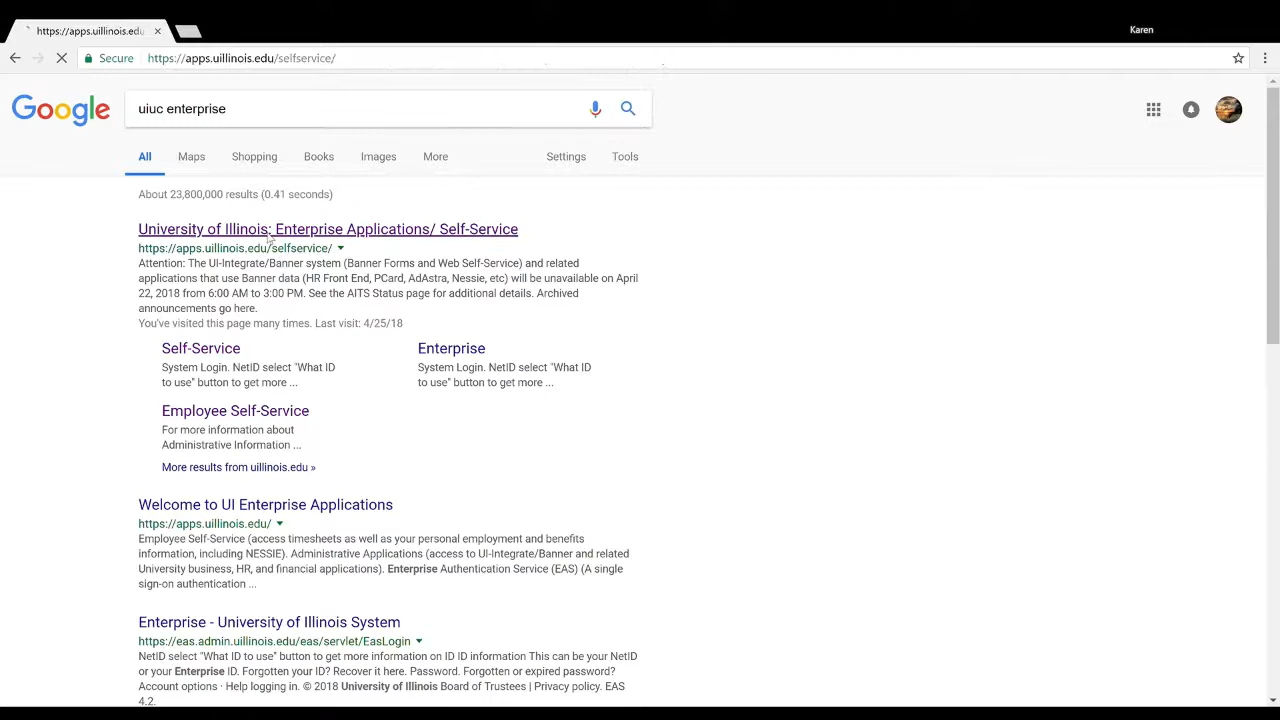 https://apps.uillinois.edu
Karen
Secure https://apps.uillinois.edu/selfservice/
Google
uiuc enterprise
All Maps Shopping Books Images More Settings Tools
About 23,800,000 results (0.41 seconds)
University of Illinois: Enterprise Applications/ Self-Service
https://apps.uillinois.edu/selfservice/
Attention: The UI-Integrate/Banner system (Banner Forms and Web Self-Service) and related
applications that use Banner data (HR Front End, PCard, AdAstra, Nessie, etc) will be unavailable on April
22, 2018 from 6:00 AM to 3:00 PM. See the AITS Status page for additional details. Archived
announcements go here.
You've visited this page many times. Last visit: 4/25/18
Self-Service
System Login. NetID select "What ID
to use" button to get more ...
Enterprise
System Login. NetID select "What ID
to use" button to get more ...
Employee Self-Service
For more information about
Administrative Information ...
More results from uillinois.edu »
Welcome to UI Enterprise Applications
https://apps.uillinois.edu/
Employee Self-Service (access timesheets as well as your personal employment and benefits
information, including NESSIE). Administrative Applications (access to UI-Integrate/Banner and related
University business, HR, and financial applications). Enterprise Authentication Service (EAS) (A single
sign-on authentication ...
Enterprise - University of Illinois System
https://eas.admin.uillinois.edu/eas/servlet/EasLogin
NetID select "What ID to use" button to get more information on ID ID information This can be your NetID
or your Enterprise ID. Forgotten your ID? Recover it here. Password. Forgotten or expired password?
Account options · Help logging in. © 2018 University of Illinois Board of Trustees | Privacy policy. EAS
4.2.